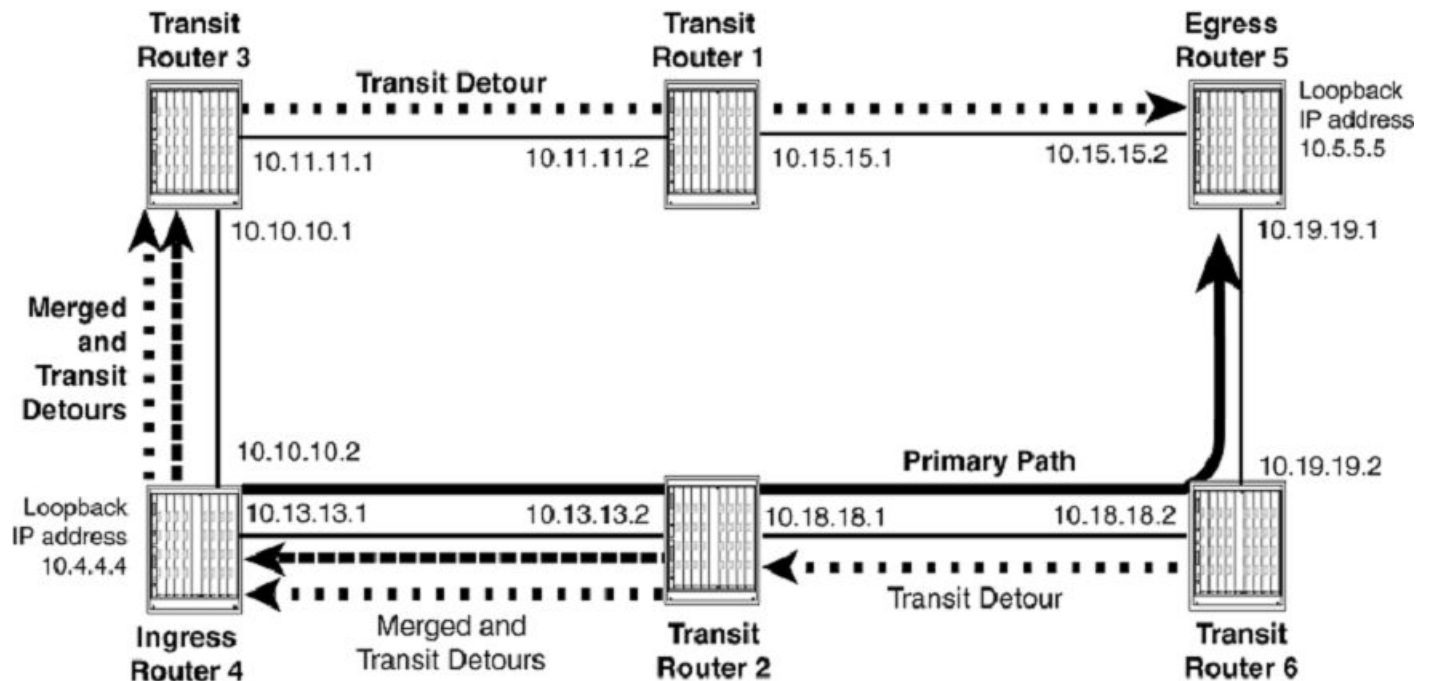 Transit
Router 3
Transit
Router 1
Egress
Router 5
Transit Detour
Loopback
IP address
10.5.5.5
10.11.11.1
10.11.11.2
10.15.15.1
10.15.15.2
10.10.10.1
10.19.19.1
Merged
and
Transit
Detours
10.10.10.2
Primary Path
10.19.19.2
Loopback
IP address
10.4.4.4
10.13.13.1
10.13.13.2
10.18.18.1
10.18.18.2
Transit Detour
Ingress
Router 4
Merged and
Transit Detours
Transit
Router 2
Transit
Router 6